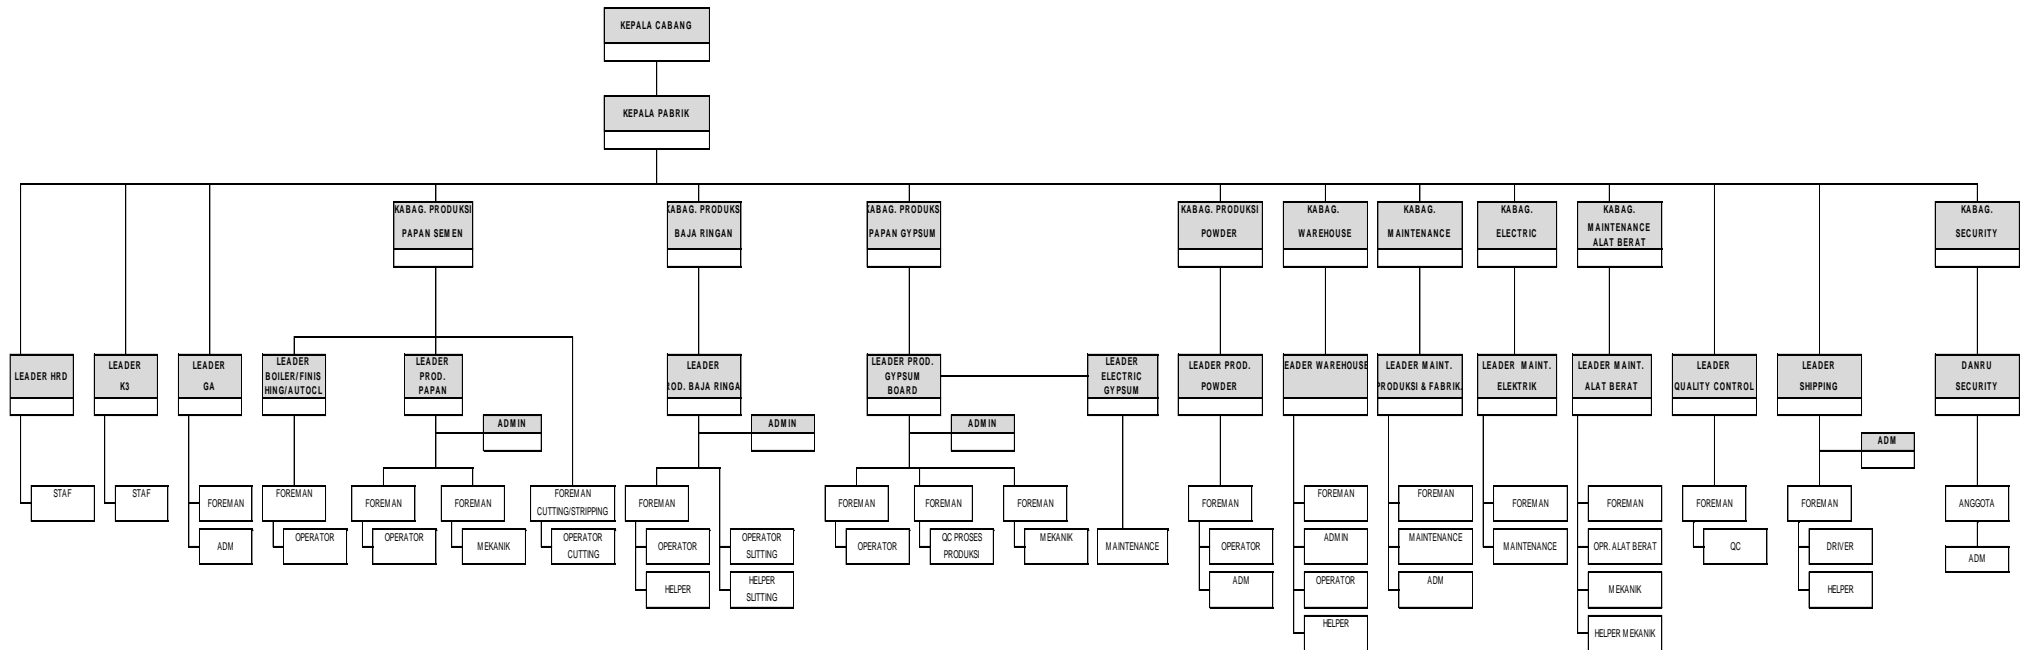 KEPALA CABANG
KEPALA PABRIK
KABAG. PRODUKSI
PAPAN SEMEN
KABAG. PRODUKS
BAJA RINGAN
KABAG. PRODUKS
PAPAN GYPSUM
KABAG. PRODUKSI
POWDER
KABAG.
WAREHOUSE
KABAG.
MAINTENANCE
KABAG.
ELECTRIC
KABAG.
MAINTENANCE
ALAT BERAT
KABAG.
SECURITY
LEADER HRD
LEADER
K3
LEADER
GA
LEADER
BOILER/FINIS
HING/AUTOCL
LEADER
PROD.
PAPAN
LEADER
ROD. BAJA RINGA
LEADER PROD.
GYPSUM
BOARD
LEADER
ELECTRIC
GYPSUM
LEADER PROD.
POWDER
EADER WAREHOUSE
LEADER MAINT.
PRODUKSI & FABRIK.
LEADER MAINT.
ELEKTRIK
LEADER MAINT.
ALAT BERAT
LEADER
QUALITY CONTROL
LEADER
SHIPPING
DANRU
SECURITY
ADMIN
ADMIN
ADMIN
ADM
STAF
STAF
FOREMAN
FOREMAN
FOREMAN
FOREMAN
FOREMAN
CUTTING/STRIPPING
FOREMAN
FOREMAN
FOREMAN
FOREMAN
FOREMAN
FOREMAN
FOREMAN
FOREMAN
FOREMAN
FOREMAN
FOREMAN
ANGGOTA
ADM
OPERATOR
OPERATOR
MEKANIK
OPERATOR
CUTTING
OPERATOR
OPERATOR
SLITTING
OPERATOR
QC PROSES
PRODUKSI
MEKANIK
MAINTENANCE
OPERATOR
ADMIN
MAINTENANCE
MAINTENANCE
OPR. ALAT BERAT
QC
DRIVER
ADM
HELPER
HELPER
SLITTING
ADM
OPERATOR
ADM
MEKANIK
HELPER
HELPER
HELPER MEKANIK